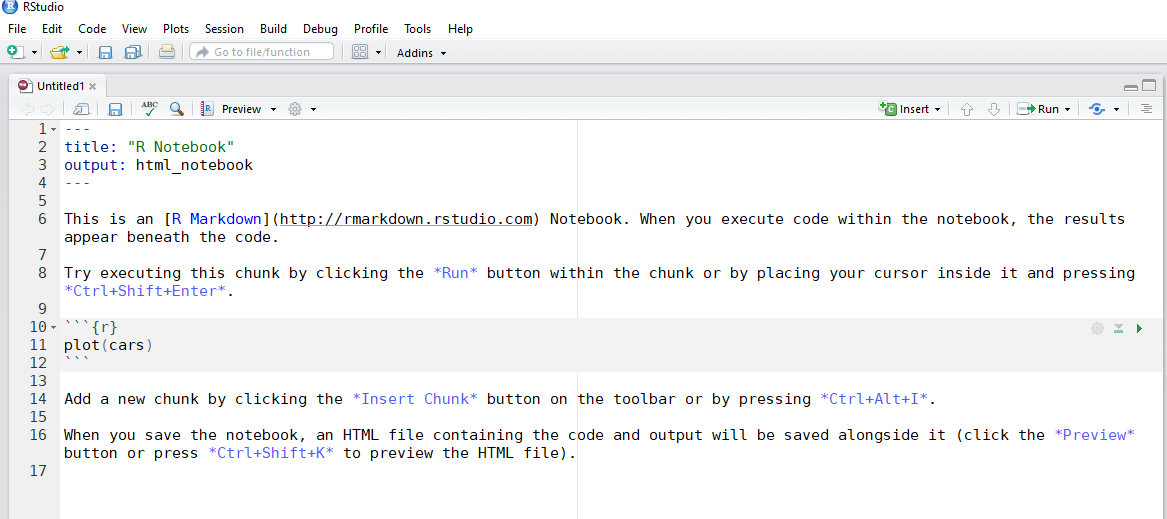 RStudio
File Edit Code View Plots Session Build Debug Profile Tools Help
Go to file/function Addins
Untitled1
ABC Preview Insert Run
1 ---
2 title: "R Notebook"
3 output: html_notebook
4 ---
5
6 This is an [R Markdown](http://rmarkdown.rstudio.com) Notebook. When you execute code within the notebook, the results
appear beneath the code.
7
8 Try executing this chunk by clicking the *Run* button within the chunk or by placing your cursor inside it and pressing
*Ctrl+Shift+Enter*.
9
10 ```{r}
11 plot(cars)
12 ```
13
14 Add a new chunk by clicking the *Insert Chunk* button on the toolbar or by pressing *Ctrl+Alt+I*.
15
16 When you save the notebook, an HTML file containing the code and output will be saved alongside it (click the *Preview*
button or press *Ctrl+Shift+K* to preview the HTML file).
17